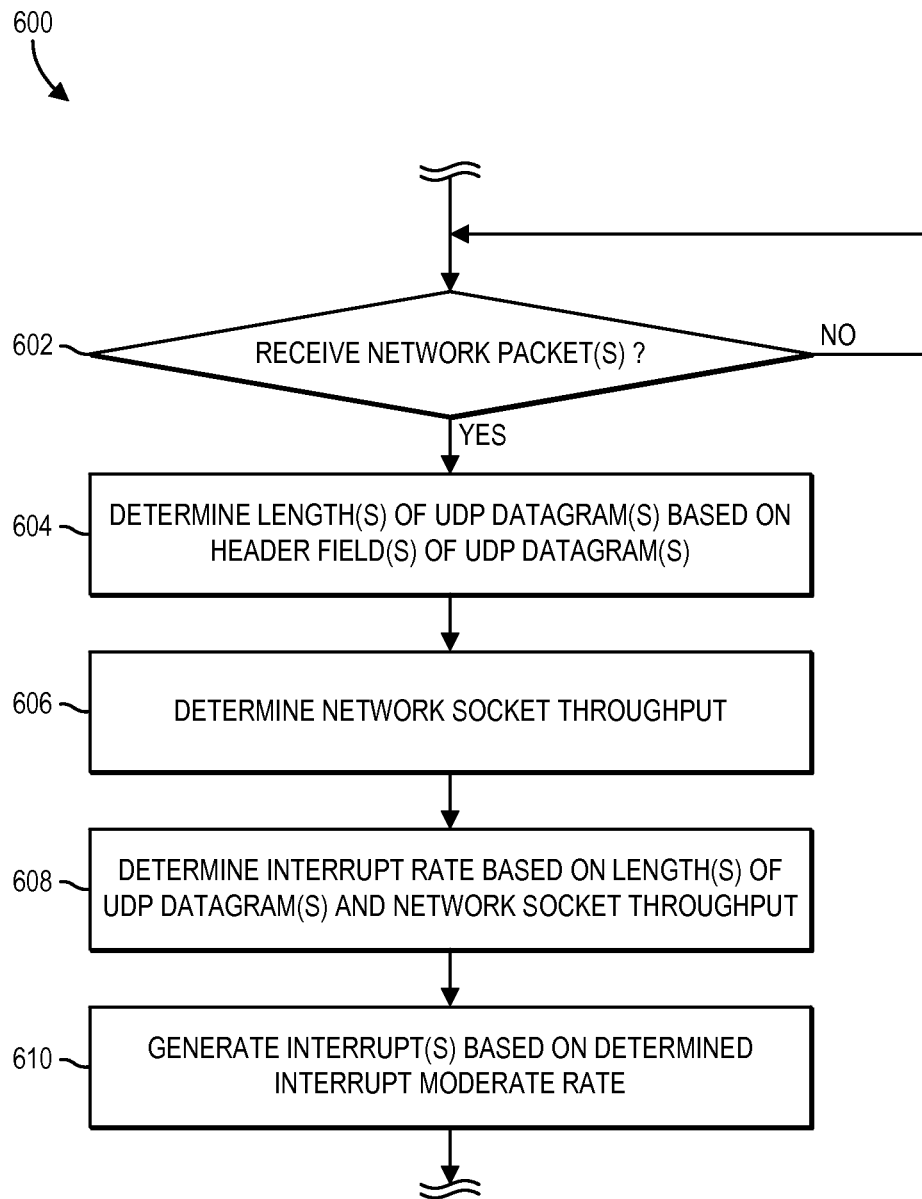 600
602
RECEIVE NETWORK PACKET(S) ?
NO
YES
604
DETERMINE LENGTH(S) OF UDP DATAGRAM(S) BASED ON
HEADER FIELD(S) OF UDP DATAGRAM(S)
606
DETERMINE NETWORK SOCKET THROUGHPUT
608
DETERMINE INTERRUPT RATE BASED ON LENGTH(S) OF
UDP DATAGRAM(S) AND NETWORK SOCKET THROUGHPUT
610
GENERATE INTERRUPT(S) BASED ON DETERMINED
INTERRUPT MODERATE RATE